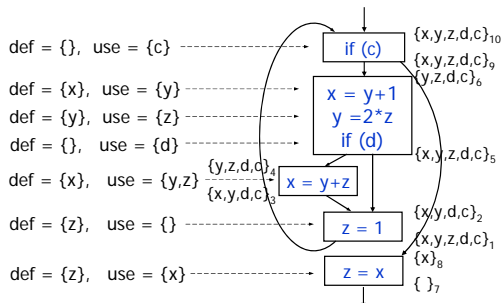 {x,y,z,d,c}10
def = {}, use = {c}
if (c)
{x,y,z,d,c}9
{y,z,d,c}6
def = {x}, use = {y}
x = y+1
def = {y}, use = {z}
y =2*z
def = {}, use = {d}
if (d)
{x,y,z,d,c}5
{y,z,d,c}4
def = {x}, use = {y,z}
x = y+z
{x,y,d,c}3
{x,y,d,c}2
def = {z}, use = {}
z = 1
{x,y,z,d,c}1
{x}8
def = {z}, use = {x}
z = x
{ }7